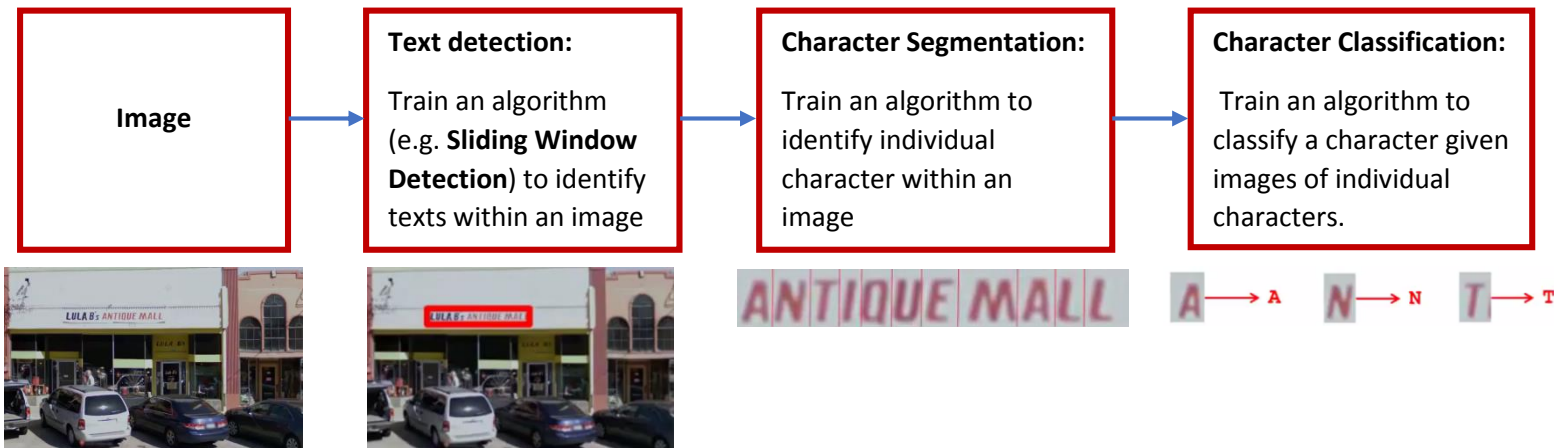 Image
Text detection:
Train an algorithm
(e.g. Sliding Window
Detection) to identify
texts within an image
Character Segmentation:
Train an algorithm to
identify individual
character within an
image
Character Classification:
Train an algorithm to
classify a character given
images of individual
characters.
LULA B's ANTIQUE MALL
LULA B's
LULA B's ANTIQUE MALL
LULA B's
ANTIQUE MALL
A → A
N → N
T → T